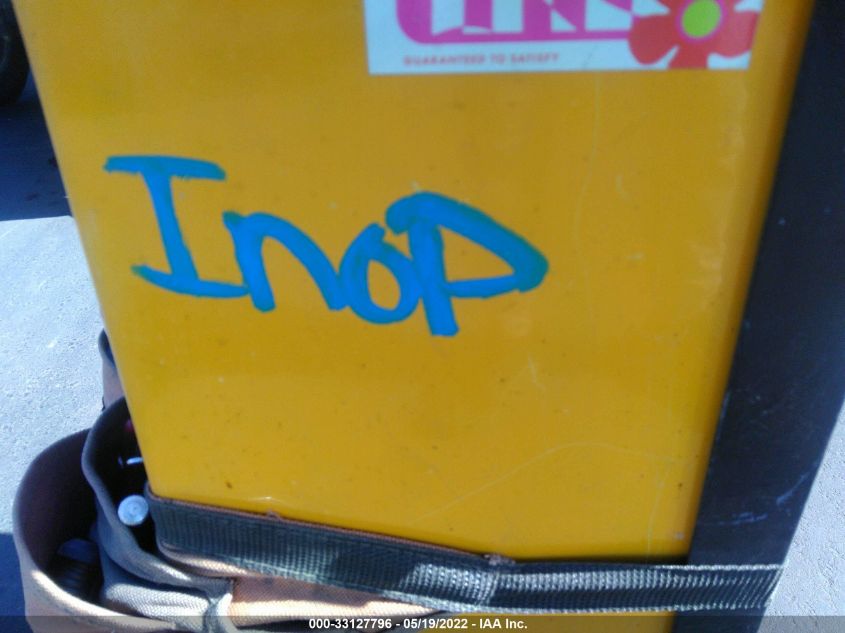 GUARANTEED TO SATISFY
Inop
000-33127796 - 05/19/2022 - IAA Inc.